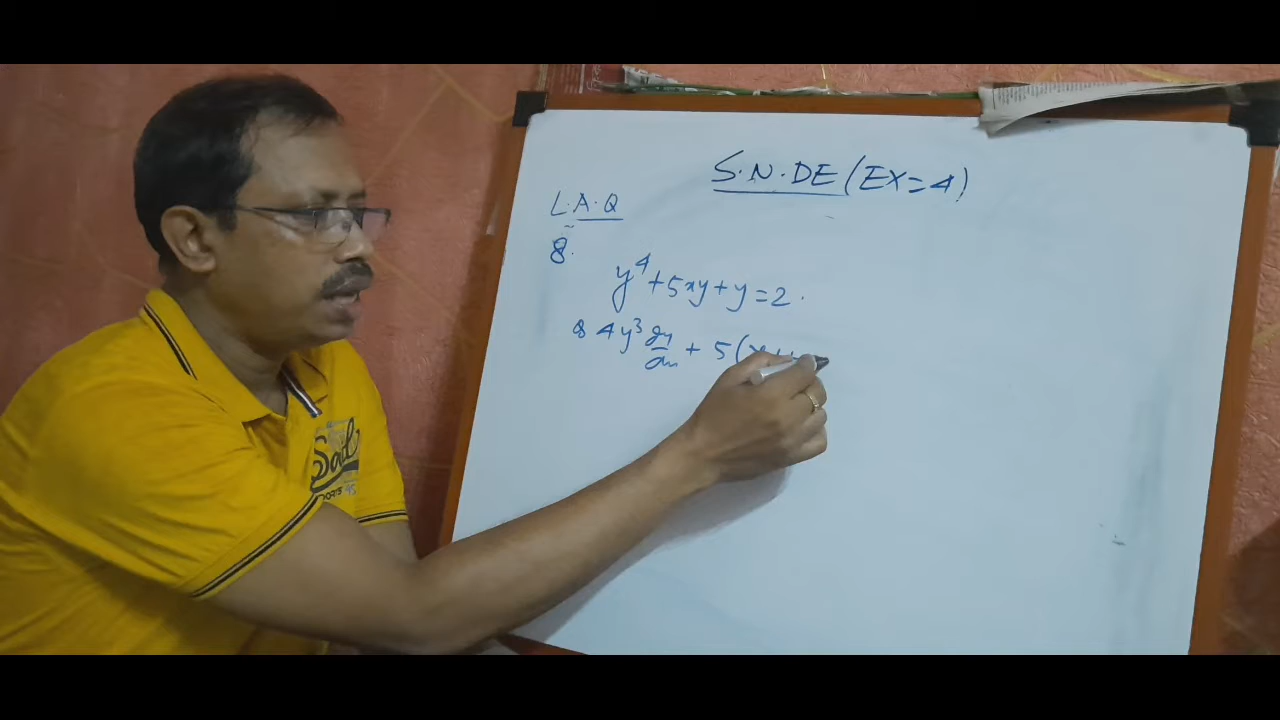 S.N.DE (EX=4)
L.A.Q
8.
y⁴+5xy+y=2.
4y³ dy/dx + 5(x